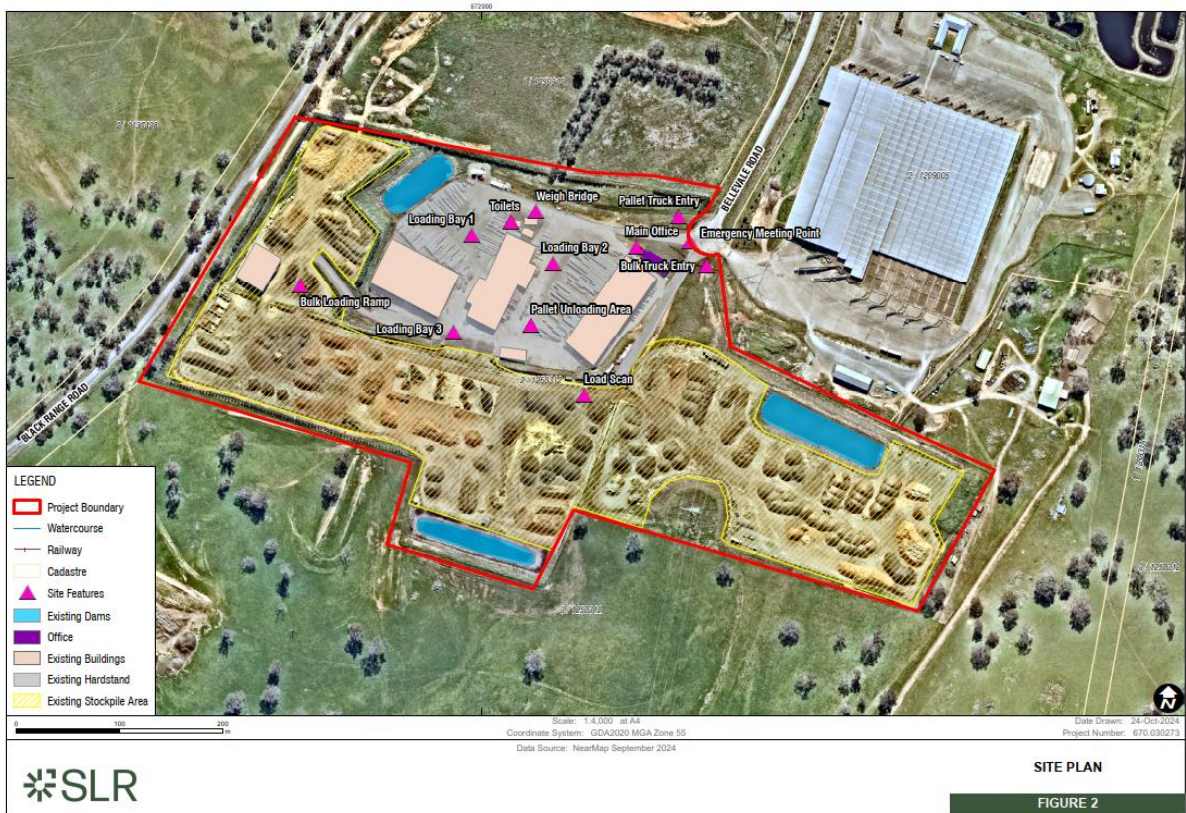 672000
BELLEVALE ROAD
2 // 1209005
Weigh Bridge
Pallet Truck Entry
Toilets
Loading Bay 1
Main Office
Emergency Meeting Point
Loading Bay 2
Bulk Truck Entry
Bulk Loading Ramp
Pallet Unloading Area
Loading Bay 3
Load Scan
BLACK RANGE ROAD
LEGEND
Project Boundary
Watercourse
Railway
Cadastre
Site Features
Existing Dams
Office
Existing Buildings
Existing Hardstand
Existing Stockpile Area
N
0 100 200
m
Scale: 1:4,000 at A4
Coordinate System: GDA2020 MGA Zone 55
Date Drawn: 24-Oct-2024
Project Number: 670.030273
Data Source: NearMap September 2024
SLR
SITE PLAN
FIGURE 2